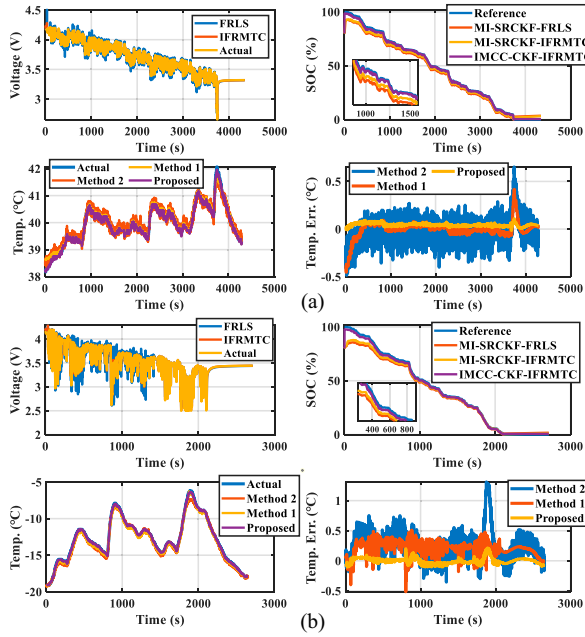 4.5
4
3.5
3
Voltage (V)
FRLS
IFRMTC
Actual
0 1000 2000 3000 4000 5000
Time (s)
100
50
0
SOC (%)
Reference
MI-SRCKF-FRLS
MI-SRCKF-IFRMTC
IMCC-CKF-IFRMTC
1000 1500
0 1000 2000 3000 4000 5000
Time (s)
42
41
40
39
38
Temp. (°C)
Actual Method 1
Method 2 Proposed
0 1000 2000 3000 4000 5000
Time (s)
0.5
0
-0.5
Temp. Err. (°C)
Method 2 Proposed
Method 1
0 1000 2000 3000 4000 5000
Time (s)
(a)
4
3.5
3
2.5
2
Voltage (V)
FRLS
IFRMTC
Actual
0 1000 2000 3000
Time (s)
100
50
0
SOC (%)
Reference
MI-SRCKF-FRLS
MI-SRCKF-IFRMTC
IMCC-CKF-IFRMTC
400 600 800
0 1000 2000 3000
Time (s)
-5
-10
-15
-20
Temp. (°C)
Actual
Method 2
Method 1
Proposed
0 1000 2000 3000
Time (s)
1
0.5
0
-0.5
Temp. Err. (°C)
Method 2
Method 1
Proposed
0 1000 2000 3000
Time (s)
(b)